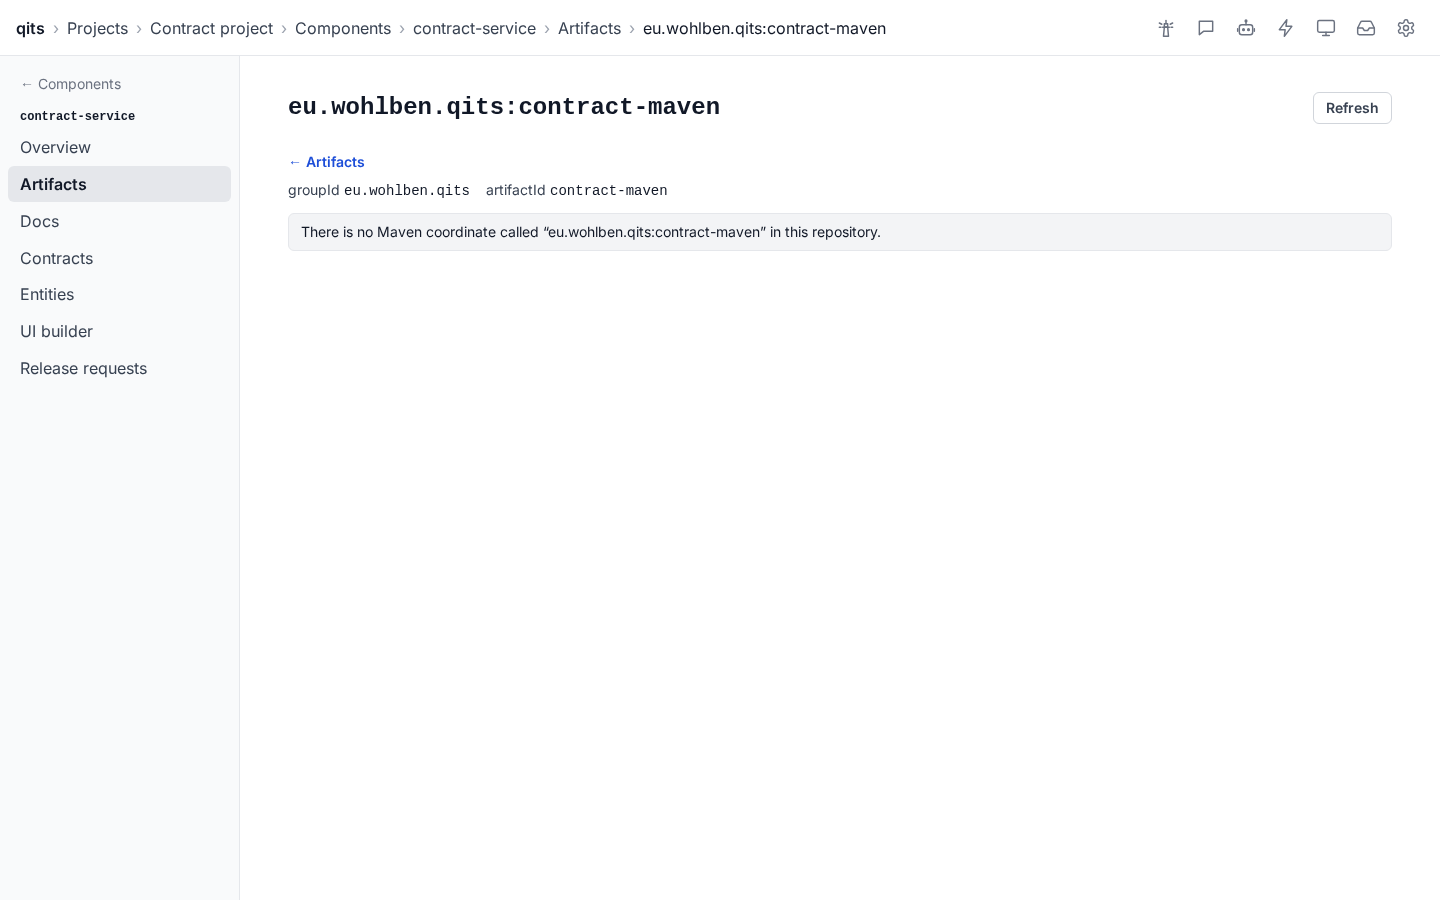 qits › Projects › Contract project › Components › contract-service › Artifacts › eu.wohlben.qits:contract-maven
← Components
contract-service
Overview
Artifacts
Docs
Contracts
Entities
UI builder
Release requests
eu.wohlben.qits:contract-maven
Refresh
← Artifacts
groupId eu.wohlben.qits artifactId contract-maven
There is no Maven coordinate called “eu.wohlben.qits:contract-maven” in this repository.